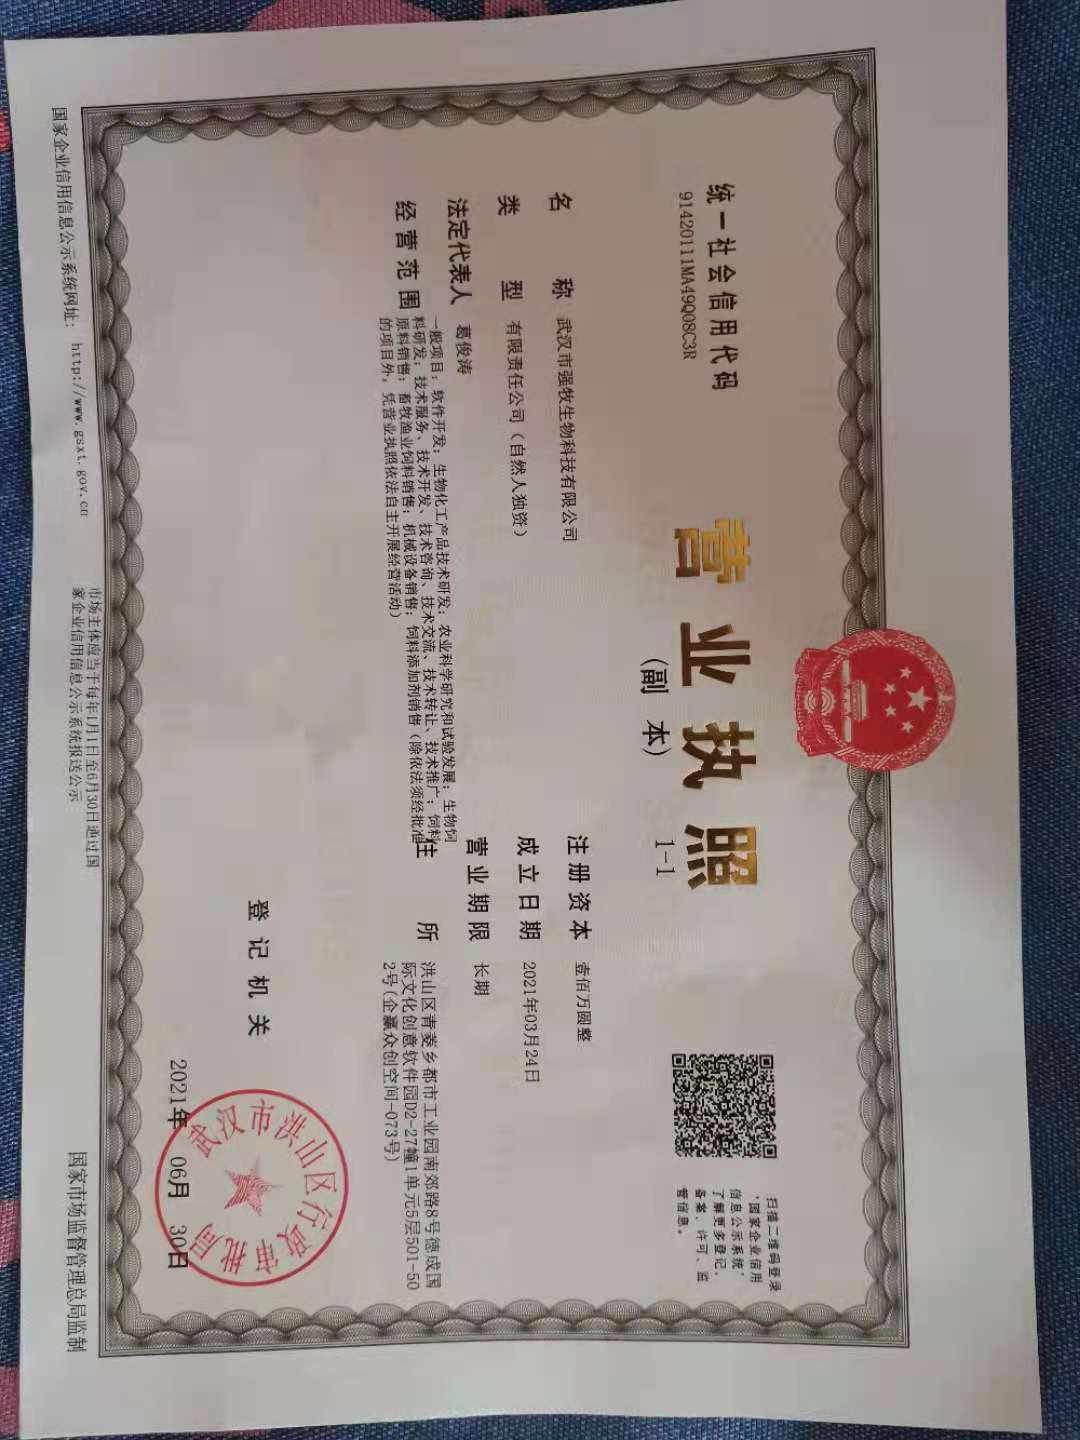 统一社会信用代码
91420111MA49Q08C3R
营业执照
(副 本)
1-1
扫描二维码登录
‘国家企业信用
信息公示系统’
了解更多登记、
备案、许可、监
管信息。
名 称 武汉市强牧生物科技有限公司
类 型 有限责任公司（自然人独资）
法定代表人 葛俊涛
经营范围 一般项目：软件开发；生物化工产品技术研发；农业科学研究和试验发展；生物饲
料研发；技术服务、技术开发、技术咨询、技术交流、技术转让、技术推广；饲料
原料销售；畜牧渔业饲料销售；机械设备销售；饲料添加剂销售（除依法须经批准
的项目外，凭营业执照依法自主开展经营活动）
注册资本 壹佰万圆整
成立日期 2021年03月24日
营业期限 长期
住 所 洪山区青菱乡都市工业园南郊路8号德成国
际文化创意软件园D2-27幢1单元5层501-50
2号(企赢众创空间-073号)
登记机关
武汉市洪山区行政审批局
2021年 06月 30日
国家企业信用信息公示系统网址： http://www.gsxt.gov.cn
市场主体应当于每年1月1日至6月30日通过国
家企业信用信息公示系统报送公示
国家市场监督管理总局监制